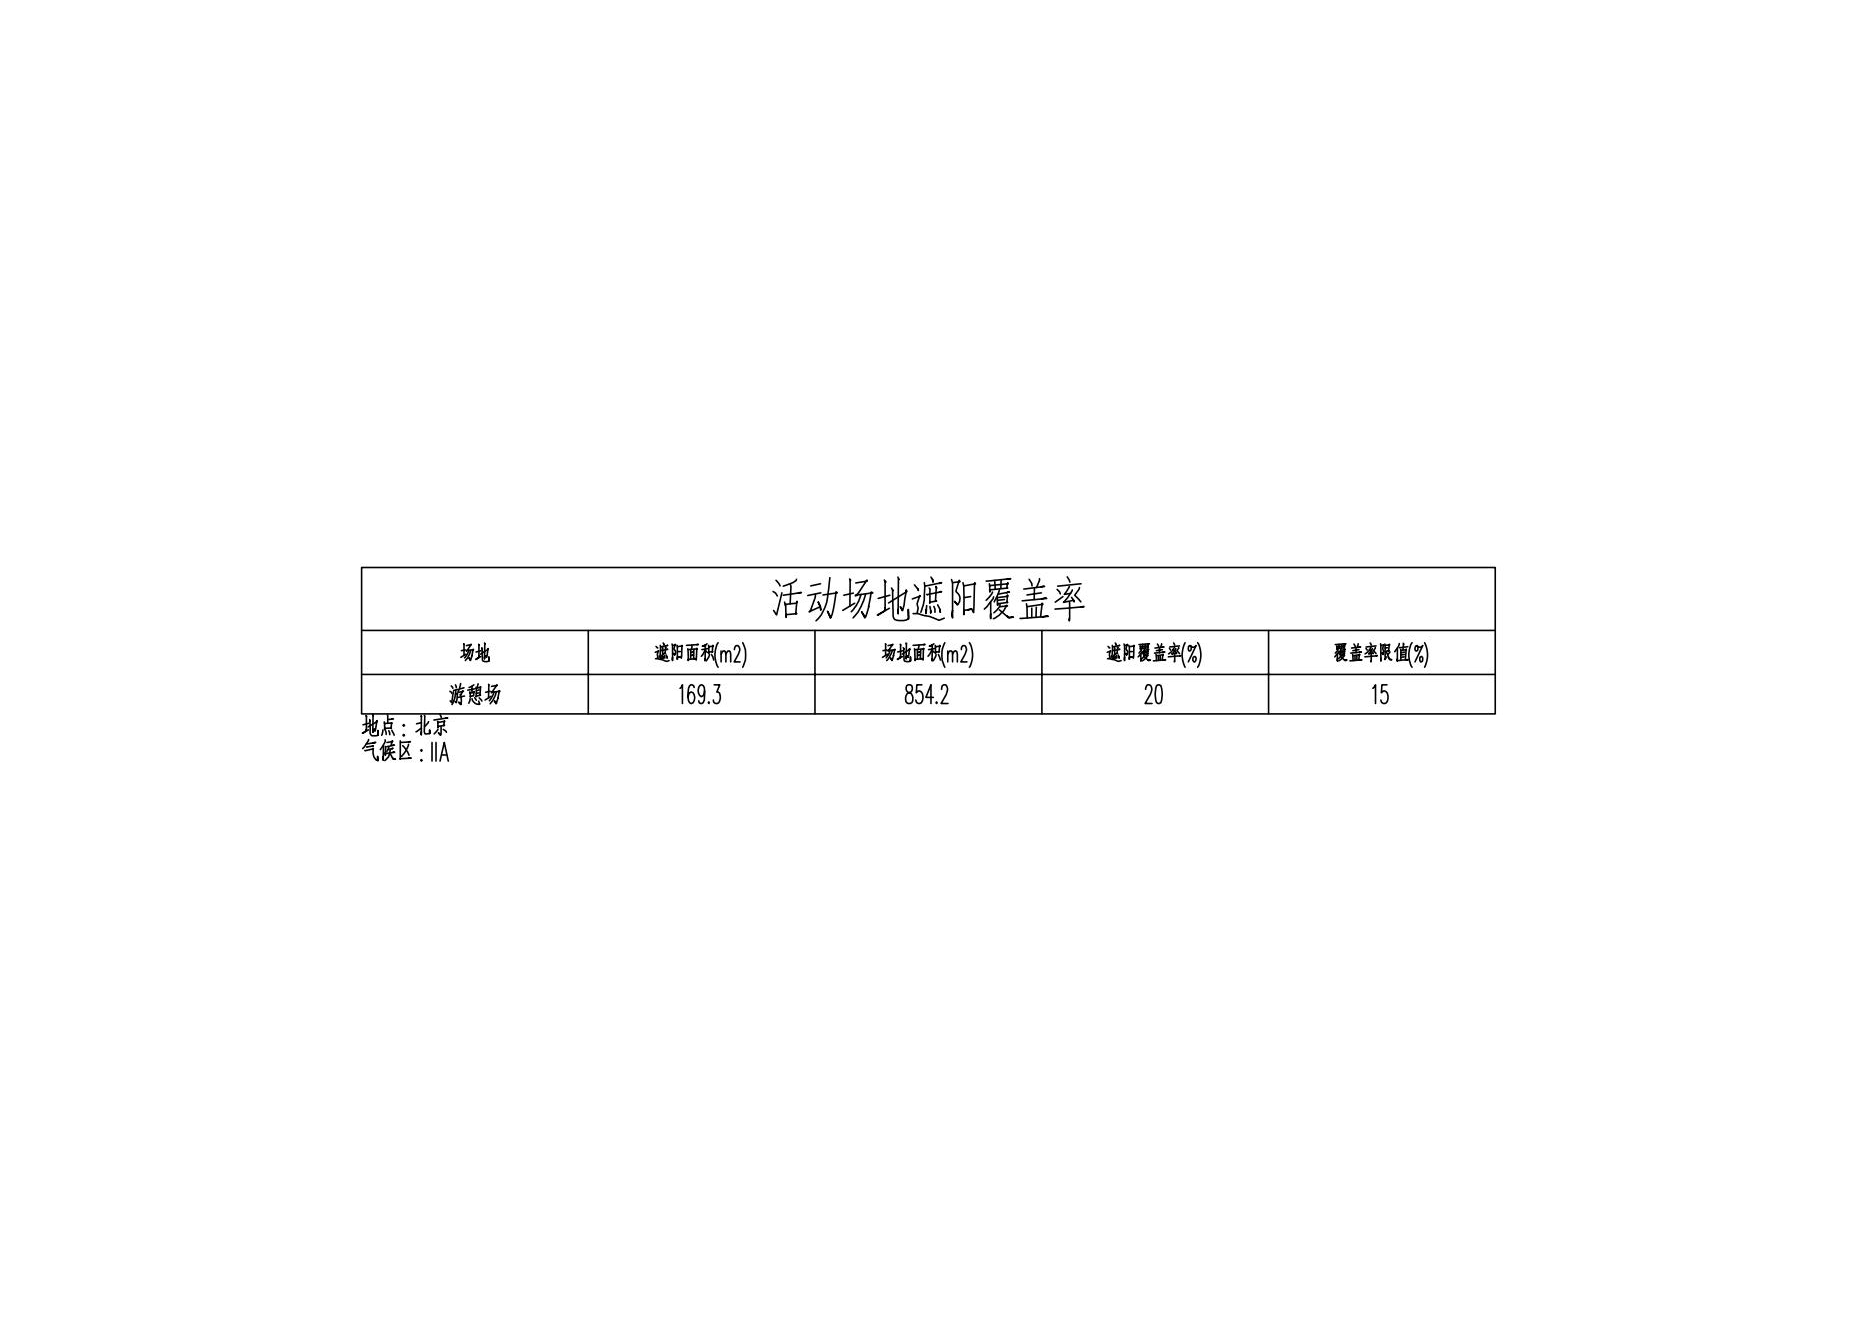 活动场地遮阳覆盖率
场地 遮阳面积(m2) 场地面积(m2) 遮阳覆盖率(%) 覆盖率限值(%)
游憩场 169.3 854.2 20 15
地点：北京
气候区：IIA